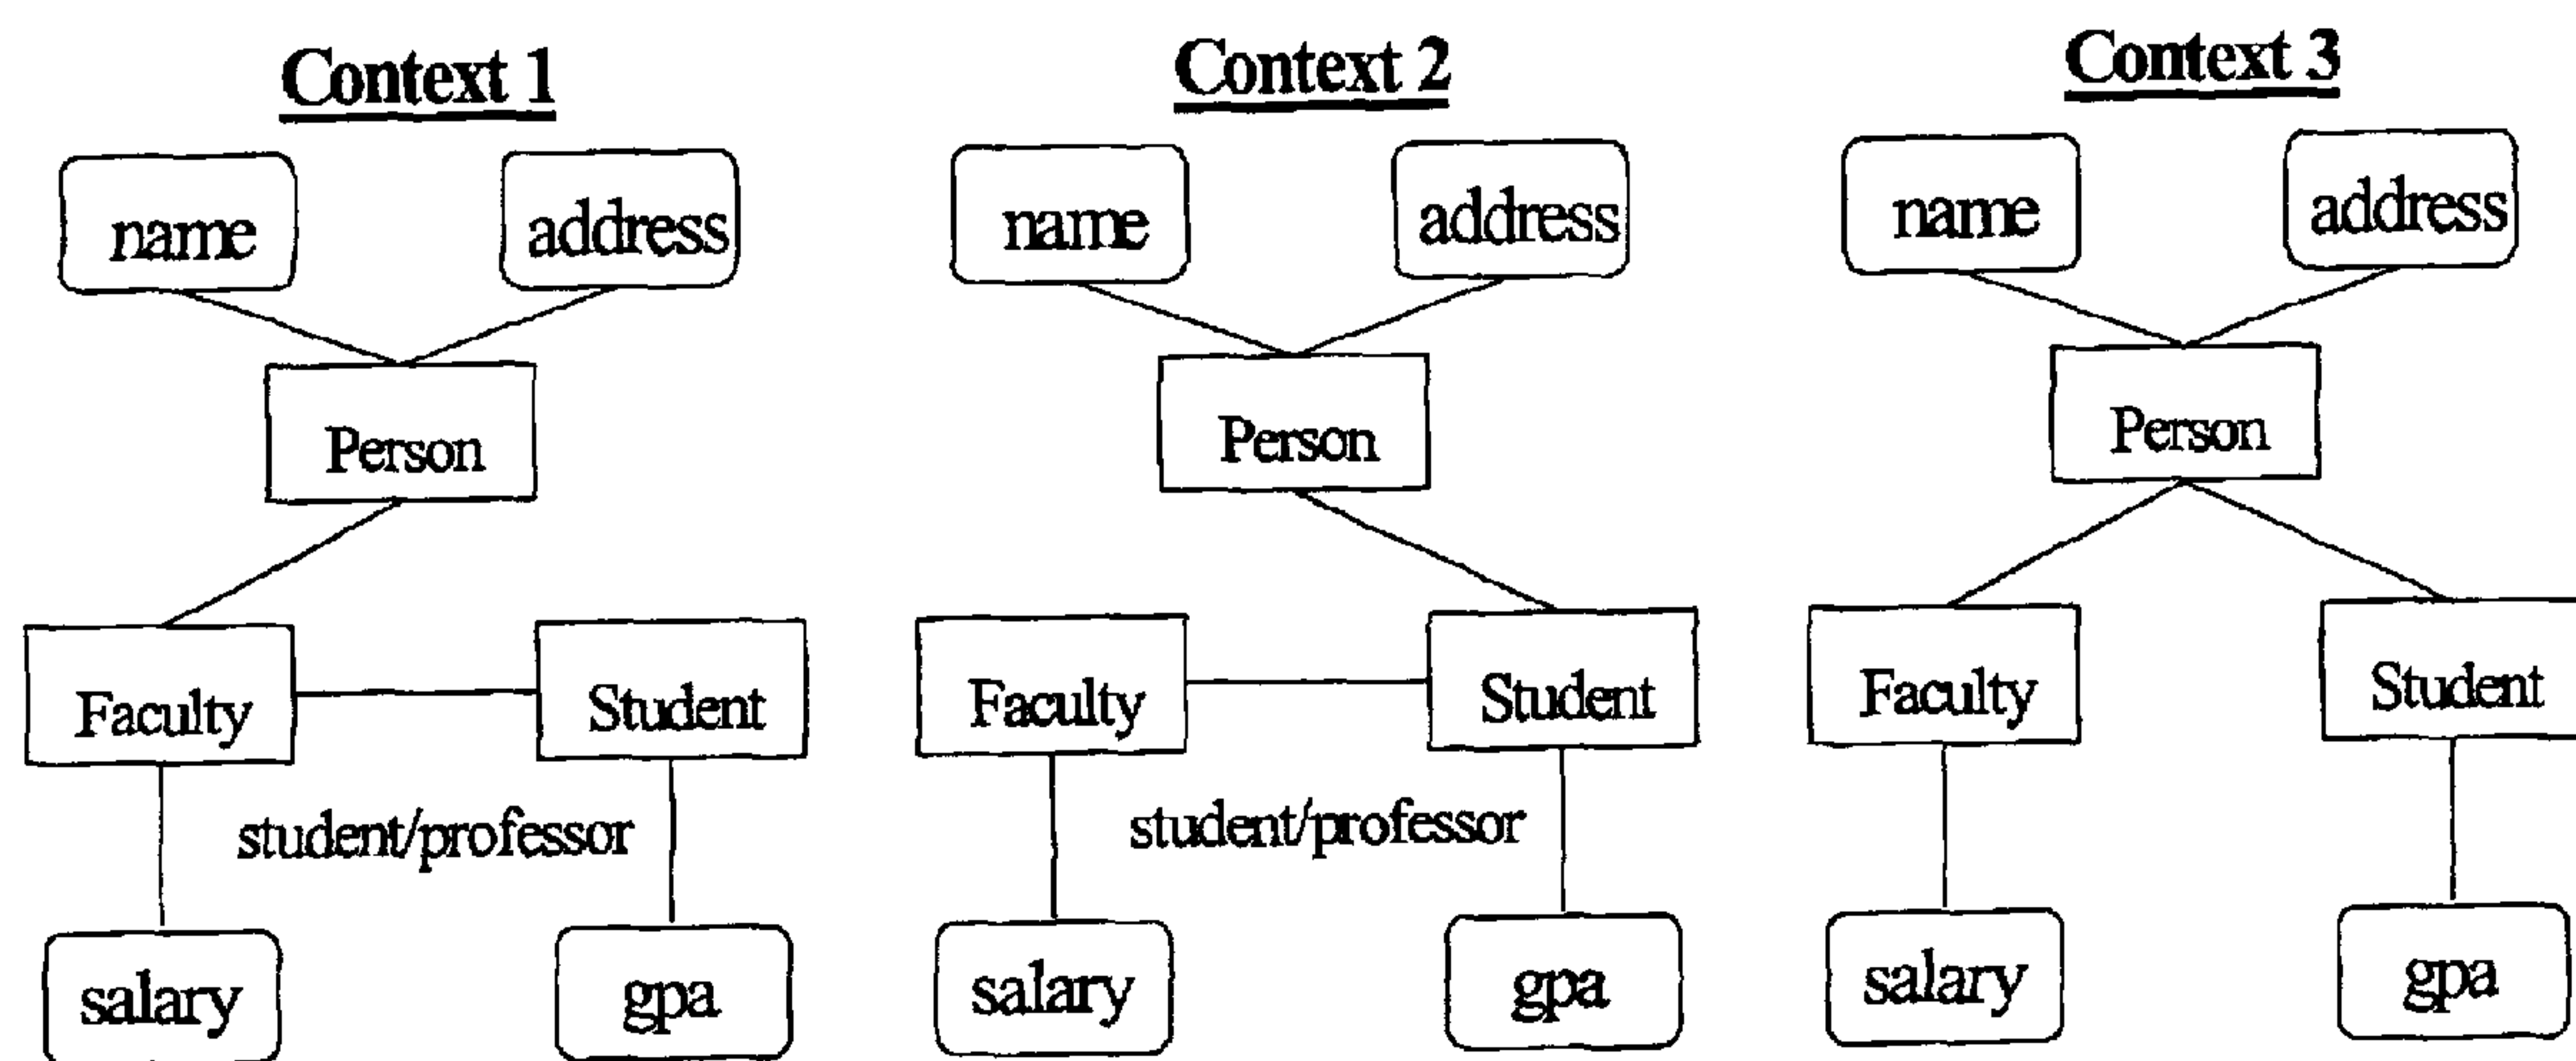 Context 1
Context 2
Context 3
name
address
name
address
name
address
Person
Person
Person
Faculty
Student
Faculty
Student
Faculty
Student
student/professor
student/professor
salary
gpa
salary
gpa
salary
gpa